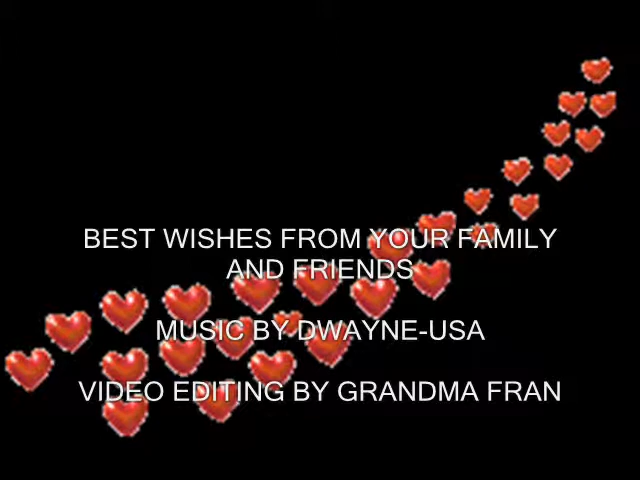 BEST WISHES FROM YOUR FAMILY
AND FRIENDS
MUSIC BY DWAYNE-USA
VIDEO EDITING BY GRANDMA FRAN